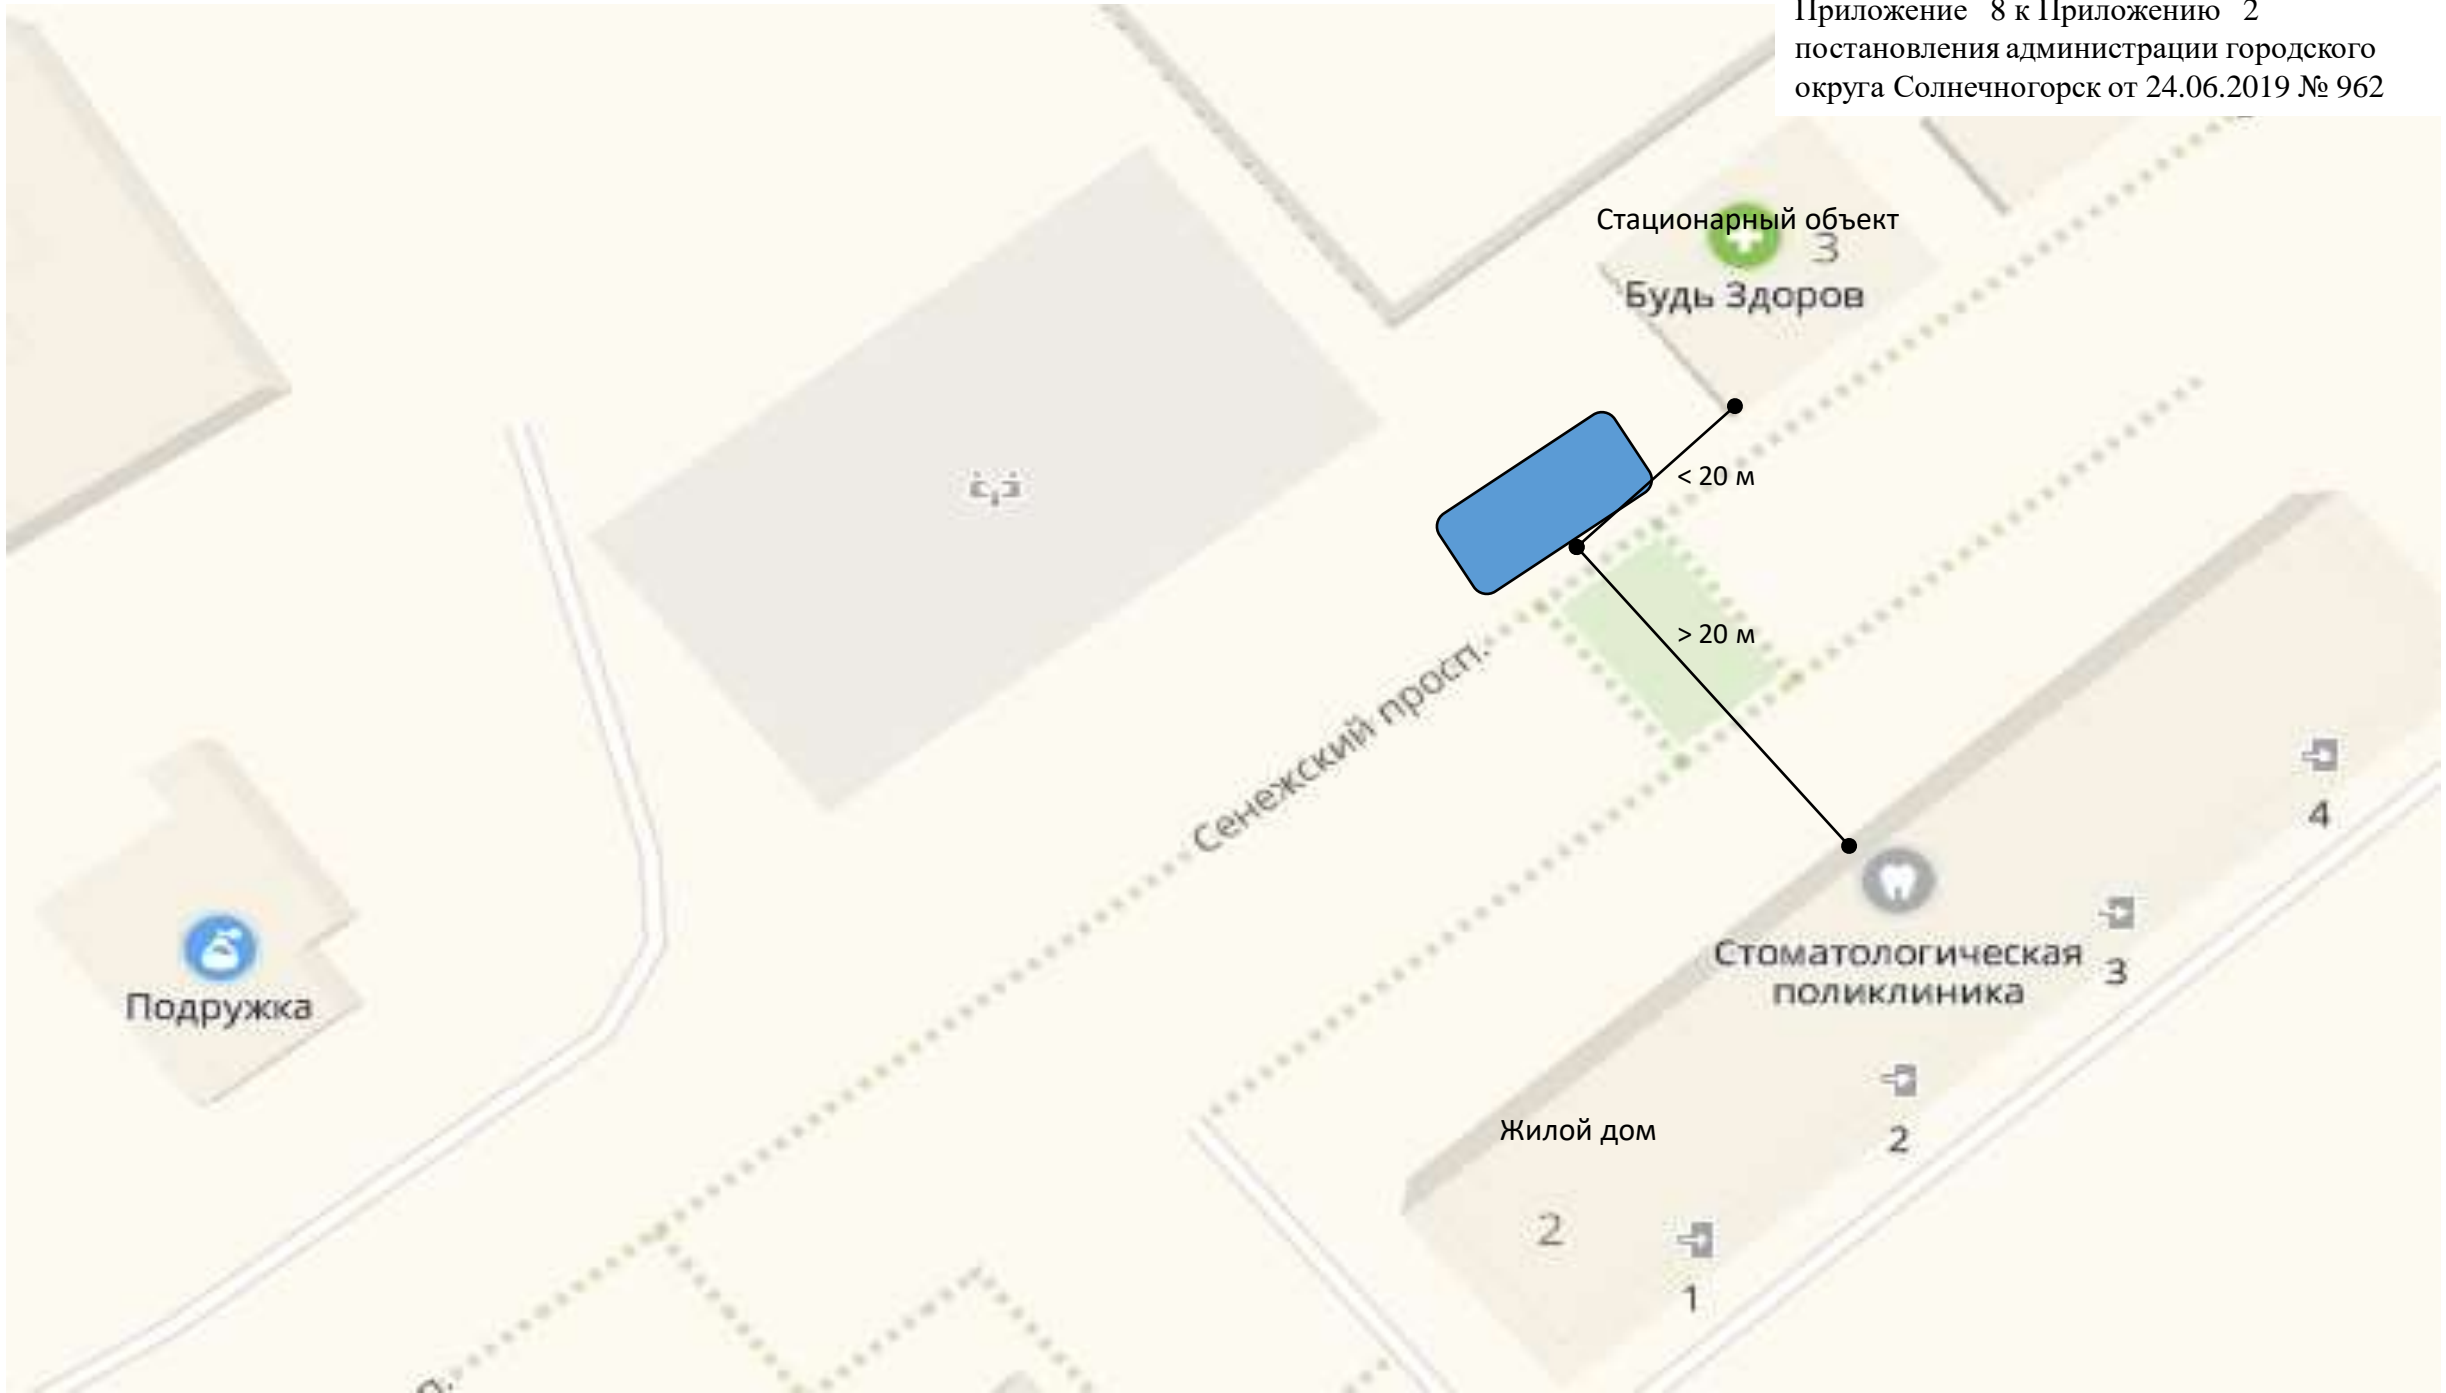 Приложение 8 к Приложению 2
постановления администрации городского
округа Солнечногорск от 24.06.2019 № 962
Стационарный объект
3
Будь Здоров
< 20 м
> 20 м
Сенежский просп.
4
Стоматологическая
поликлиника
3
Подружка
Жилой дом
2
2
1